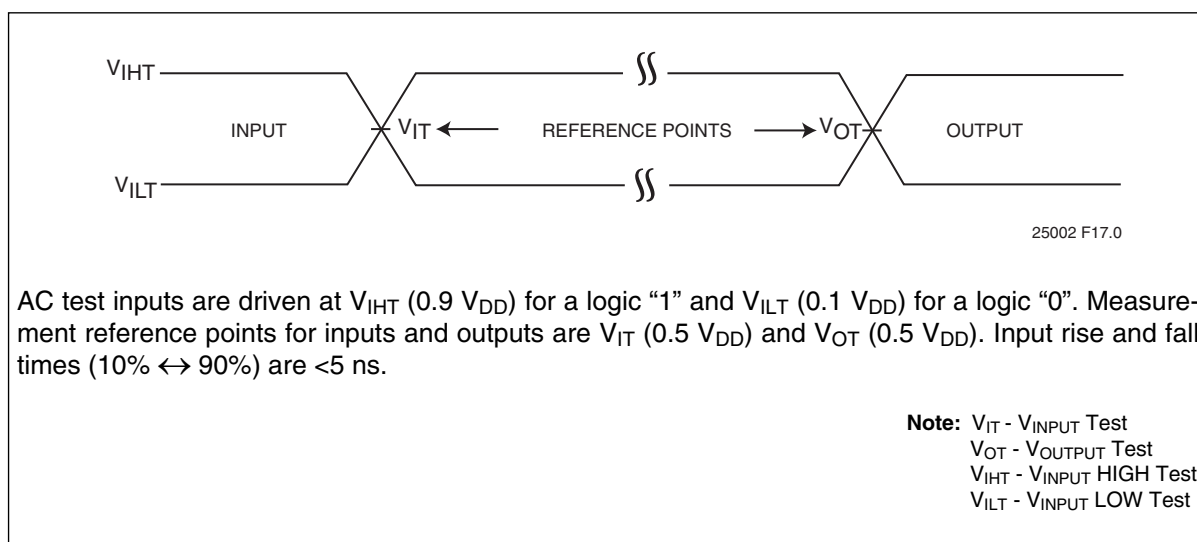 VIHT
INPUT VIT REFERENCE POINTS VOT OUTPUT
VILT
25002 F17.0
AC test inputs are driven at VIHT (0.9 VDD) for a logic “1” and VILT (0.1 VDD) for a logic “0”. Measure-
ment reference points for inputs and outputs are VIT (0.5 VDD) and VOT (0.5 VDD). Input rise and fall
times (10% ↔ 90%) are <5 ns.
Note: VIT - VINPUT Test
VOT - VOUTPUT Test
VIHT - VINPUT HIGH Test
VILT - VINPUT LOW Test